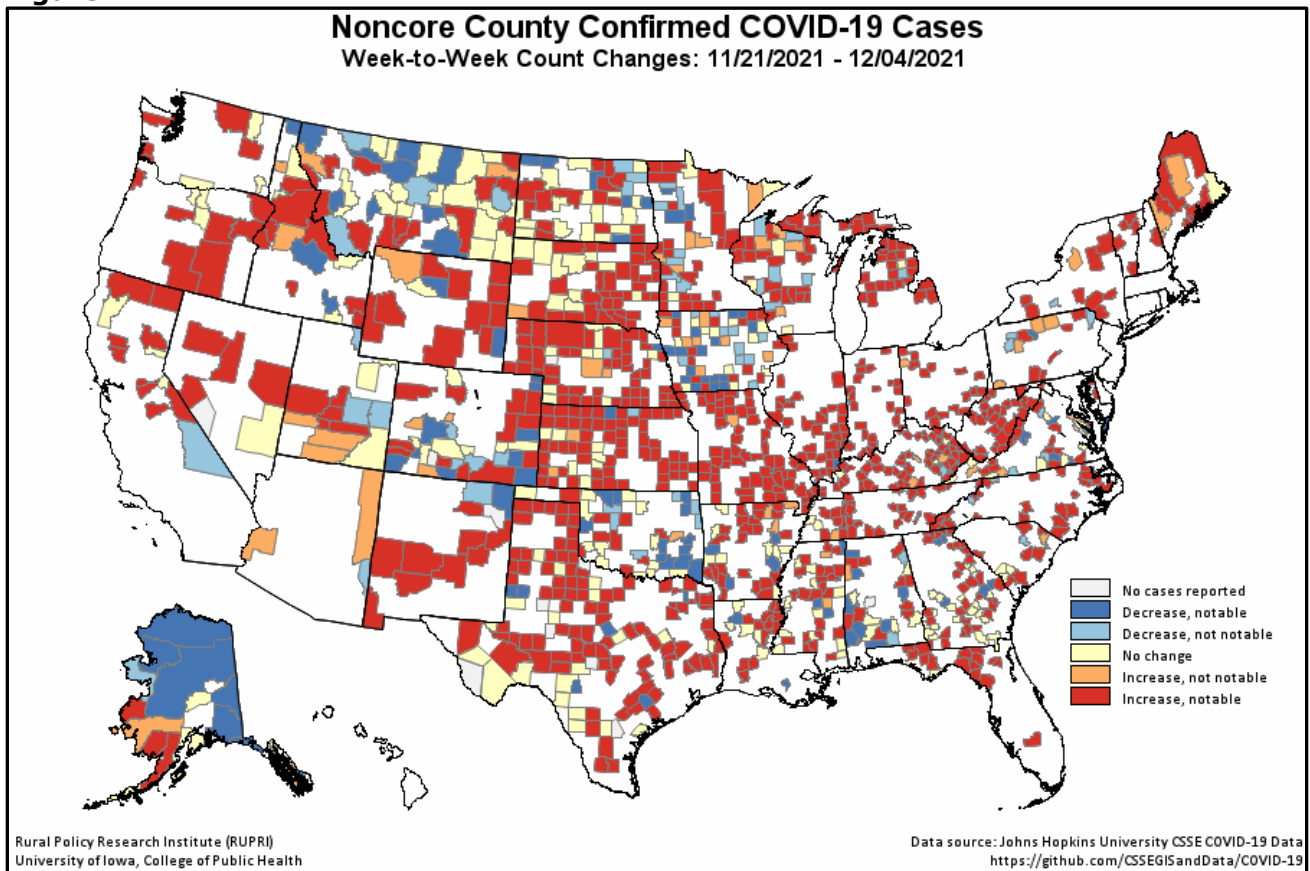 Noncore County Confirmed COVID-19 Cases
Week-to-Week Count Changes: 11/21/2021 - 12/04/2021
No cases reported
Decrease, notable
Decrease, not notable
No change
Increase, not notable
Increase, notable
Rural Policy Research Institute (RUPRI)
University of Iowa, College of Public Health
Data source: Johns Hopkins University CSSE COVID-19 Data
https://github.com/CSSEGISandData/COVID-19